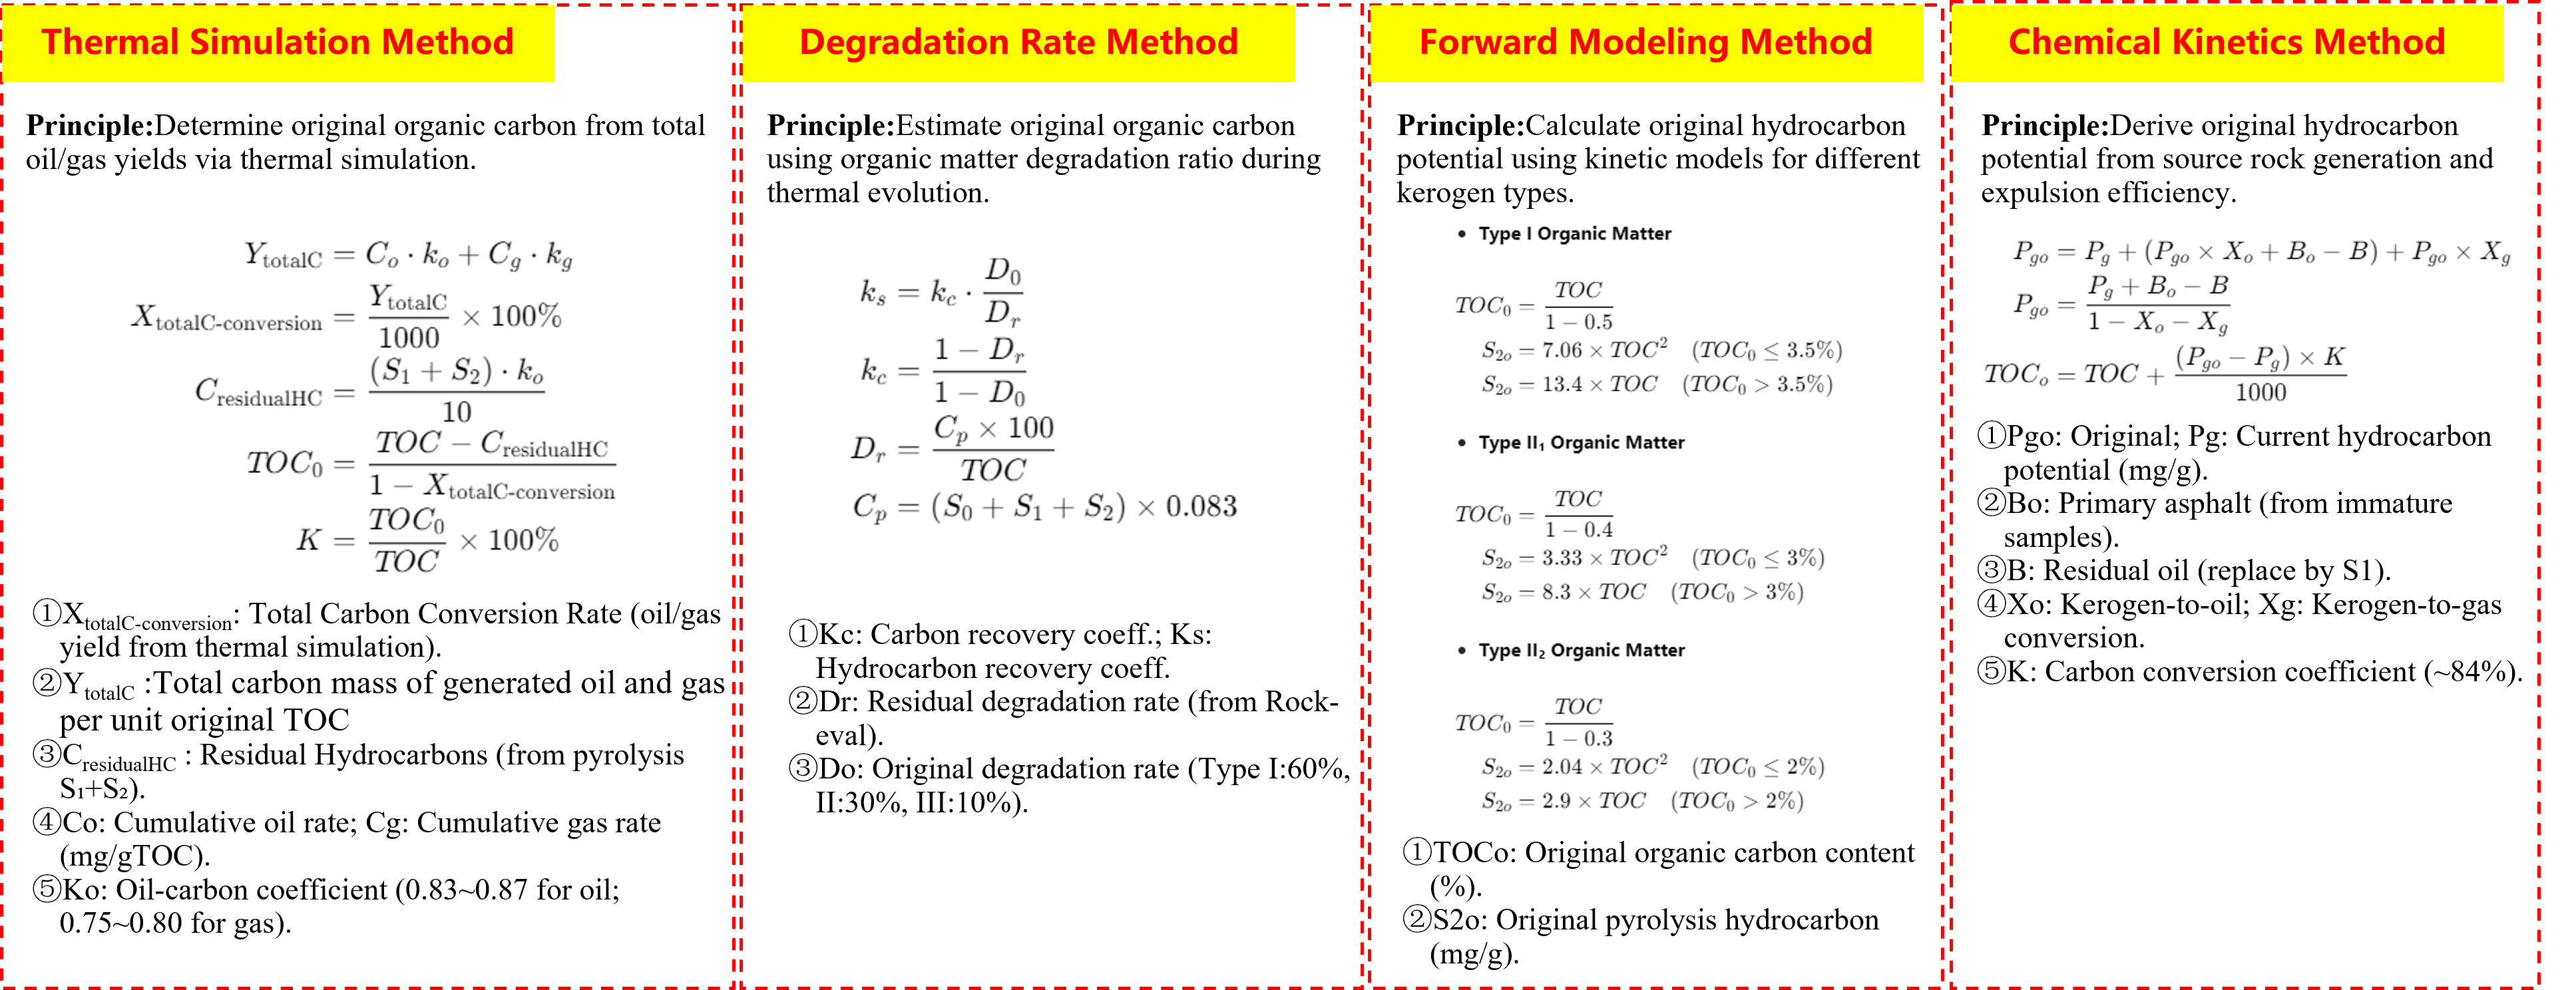 Thermal Simulation Method
Principle:Determine original organic carbon from total
oil/gas yields via thermal simulation.
Y_totalC = C_o · k_o + C_g · k_g
X_totalC-conversion = Y_totalC / 1000 × 100%
C_residualHC = (S_1 + S_2) · k_o / 10
TOC_0 = (TOC − C_residualHC) / (1 − X_totalC-conversion)
K = TOC_0 / TOC × 100%
①X_totalC-conversion: Total Carbon Conversion Rate (oil/gas
yield from thermal simulation).
②Y_totalC :Total carbon mass of generated oil and gas
per unit original TOC
③C_residualHC : Residual Hydrocarbons (from pyrolysis
S₁+S₂).
④Co: Cumulative oil rate; Cg: Cumulative gas rate
(mg/gTOC).
⑤Ko: Oil-carbon coefficient (0.83~0.87 for oil;
0.75~0.80 for gas).
Degradation Rate Method
Principle:Estimate original organic carbon
using organic matter degradation ratio during
thermal evolution.
k_s = k_c · D_0 / D_r
k_c = (1 − D_r) / (1 − D_0)
D_r = C_p × 100 / TOC
C_p = (S_0 + S_1 + S_2) × 0.083
①Kc: Carbon recovery coeff.; Ks:
Hydrocarbon recovery coeff.
②Dr: Residual degradation rate (from Rock-
eval).
③Do: Original degradation rate (Type I:60%,
II:30%, III:10%).
Forward Modeling Method
Principle:Calculate original hydrocarbon
potential using kinetic models for different
kerogen types.
• Type I Organic Matter
TOC_0 = TOC / (1 − 0.5)
S_2o = 7.06 × TOC² (TOC_0 ≤ 3.5%)
S_2o = 13.4 × TOC (TOC_0 > 3.5%)
• Type II₁ Organic Matter
TOC_0 = TOC / (1 − 0.4)
S_2o = 3.33 × TOC² (TOC_0 ≤ 3%)
S_2o = 8.3 × TOC (TOC_0 > 3%)
• Type II₂ Organic Matter
TOC_0 = TOC / (1 − 0.3)
S_2o = 2.04 × TOC² (TOC_0 ≤ 2%)
S_2o = 2.9 × TOC (TOC_0 > 2%)
①TOCo: Original organic carbon content
(%).
②S2o: Original pyrolysis hydrocarbon
(mg/g).
Chemical Kinetics Method
Principle:Derive original hydrocarbon
potential from source rock generation and
expulsion efficiency.
P_go = P_g + (P_go × X_o + B_o − B) + P_go × X_g
P_go = (P_g + B_o − B) / (1 − X_o − X_g)
TOC_o = TOC + (P_go − P_g) × K / 1000
①Pgo: Original; Pg: Current hydrocarbon
potential (mg/g).
②Bo: Primary asphalt (from immature
samples).
③B: Residual oil (replace by S1).
④Xo: Kerogen-to-oil; Xg: Kerogen-to-gas
conversion.
⑤K: Carbon conversion coefficient (~84%).